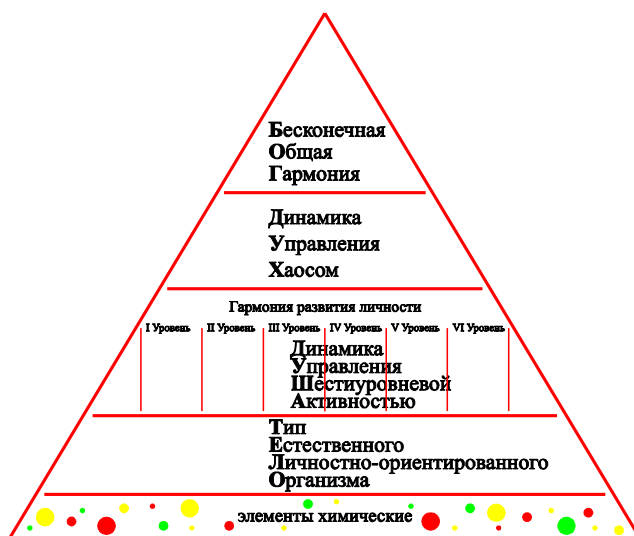 Бесконечная
Общая
Гармония
Динамика
Управления
Хаосом
Гармония развития личности
I Уровень II Уровень III Уровень IV Уровень V Уровень VI Уровень
Динамика
Управления
Шестиуровневой
Активностью
Тип
Естественного
Личностно-ориентированного
Организма
элементы химические